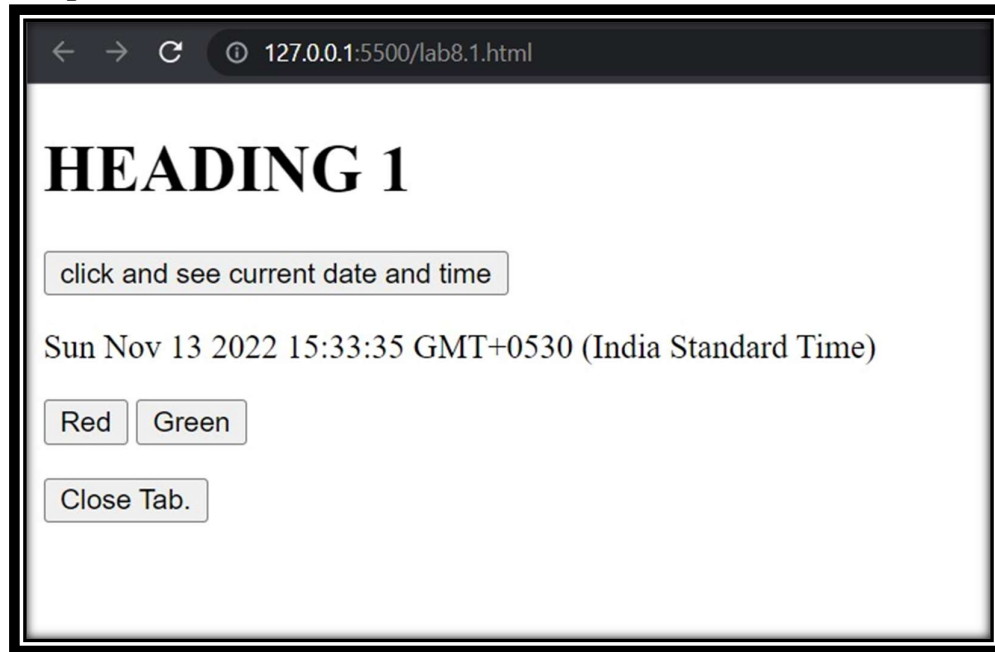 127.0.0.1:5500/lab8.1.html
HEADING 1
click and see current date and time
Sun Nov 13 2022 15:33:35 GMT+0530 (India Standard Time)
Red Green
Close Tab.